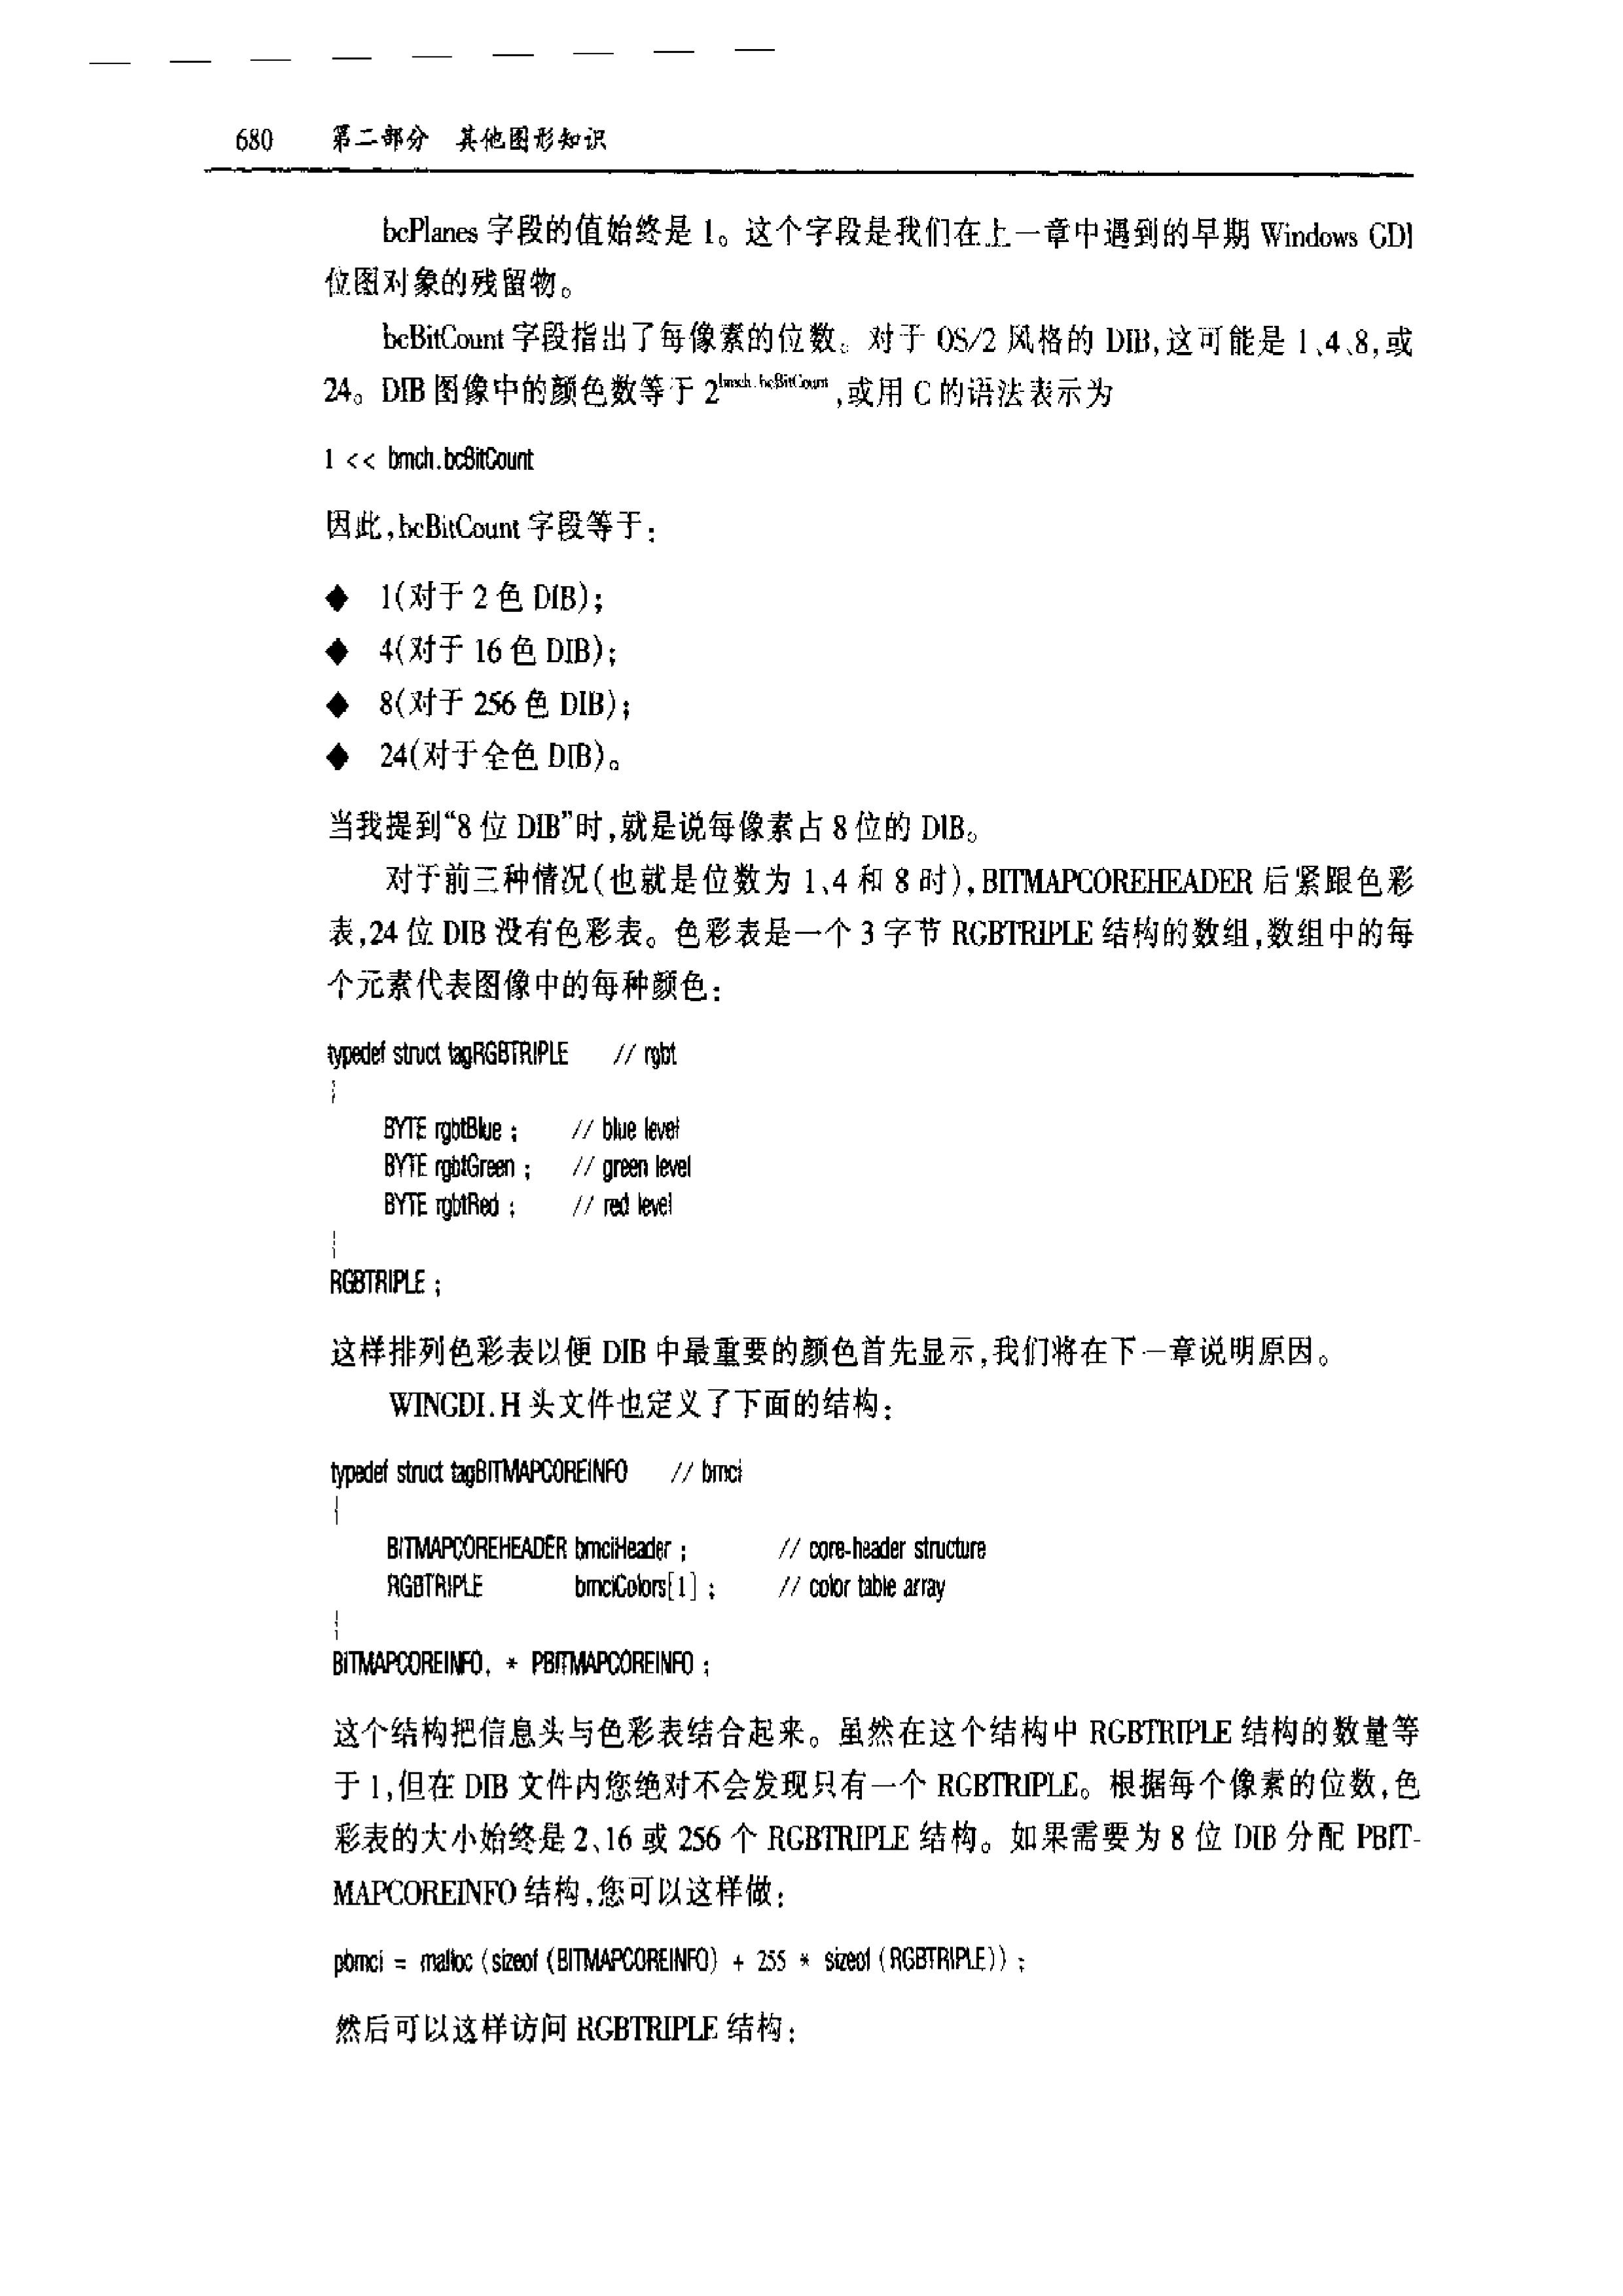 680 第二部分 其他图形知识
bcPlanes 字段的值始终是 1。这个字段是我们在上一章中遇到的早期 Windows GDI
位图对象的残留物。
bcBitCount 字段指出了每像素的位数。对于 OS/2 风格的 DIB,这可能是 1、4、8,或
24。DIB 图像中的颜色数等于 2^bmch.bcBitCount,或用 C 的语法表示为
1 << bmch.bcBitCount
因此,bcBitCount 字段等于:
◆ 1(对于 2 色 DIB);
◆ 4(对于 16 色 DIB);
◆ 8(对于 256 色 DIB);
◆ 24(对于全色 DIB)。
当我提到“8 位 DIB”时,就是说每像素占 8 位的 DIB。
对于前三种情况(也就是位数为 1、4 和 8 时),BITMAPCOREHEADER 后紧跟色彩
表,24 位 DIB 没有色彩表。色彩表是一个 3 字节 RGBTRIPLE 结构的数组,数组中的每
个元素代表图像中的每种颜色:
typedef struct tagRGBTRIPLE // rgbt
{
BYTE rgbtBlue ; // blue level
BYTE rgbtGreen ; // green level
BYTE rgbtRed ; // red level
}
RGBTRIPLE ;
这样排列色彩表以便 DIB 中最重要的颜色首先显示,我们将在下一章说明原因。
WINGDI.H 头文件也定义了下面的结构:
typedef struct tagBITMAPCOREINFO // bmci
{
BITMAPCOREHEADER bmciHeader ; // core-header structure
RGBTRIPLE bmciColors[1] ; // color table array
}
BITMAPCOREINFO, * PBITMAPCOREINFO ;
这个结构把信息头与色彩表结合起来。虽然在这个结构中 RGBTRIPLE 结构的数量等
于 1,但在 DIB 文件内您绝对不会发现只有一个 RGBTRIPLE。根据每个像素的位数,色
彩表的大小始终是 2、16 或 256 个 RGBTRIPLE 结构。如果需要为 8 位 DIB 分配 PBIT-
MAPCOREINFO 结构,您可以这样做:
pbmci = malloc (sizeof (BITMAPCOREINFO) + 255 * sizeof (RGBTRIPLE)) ;
然后可以这样访问 RGBTRIPLE 结构: